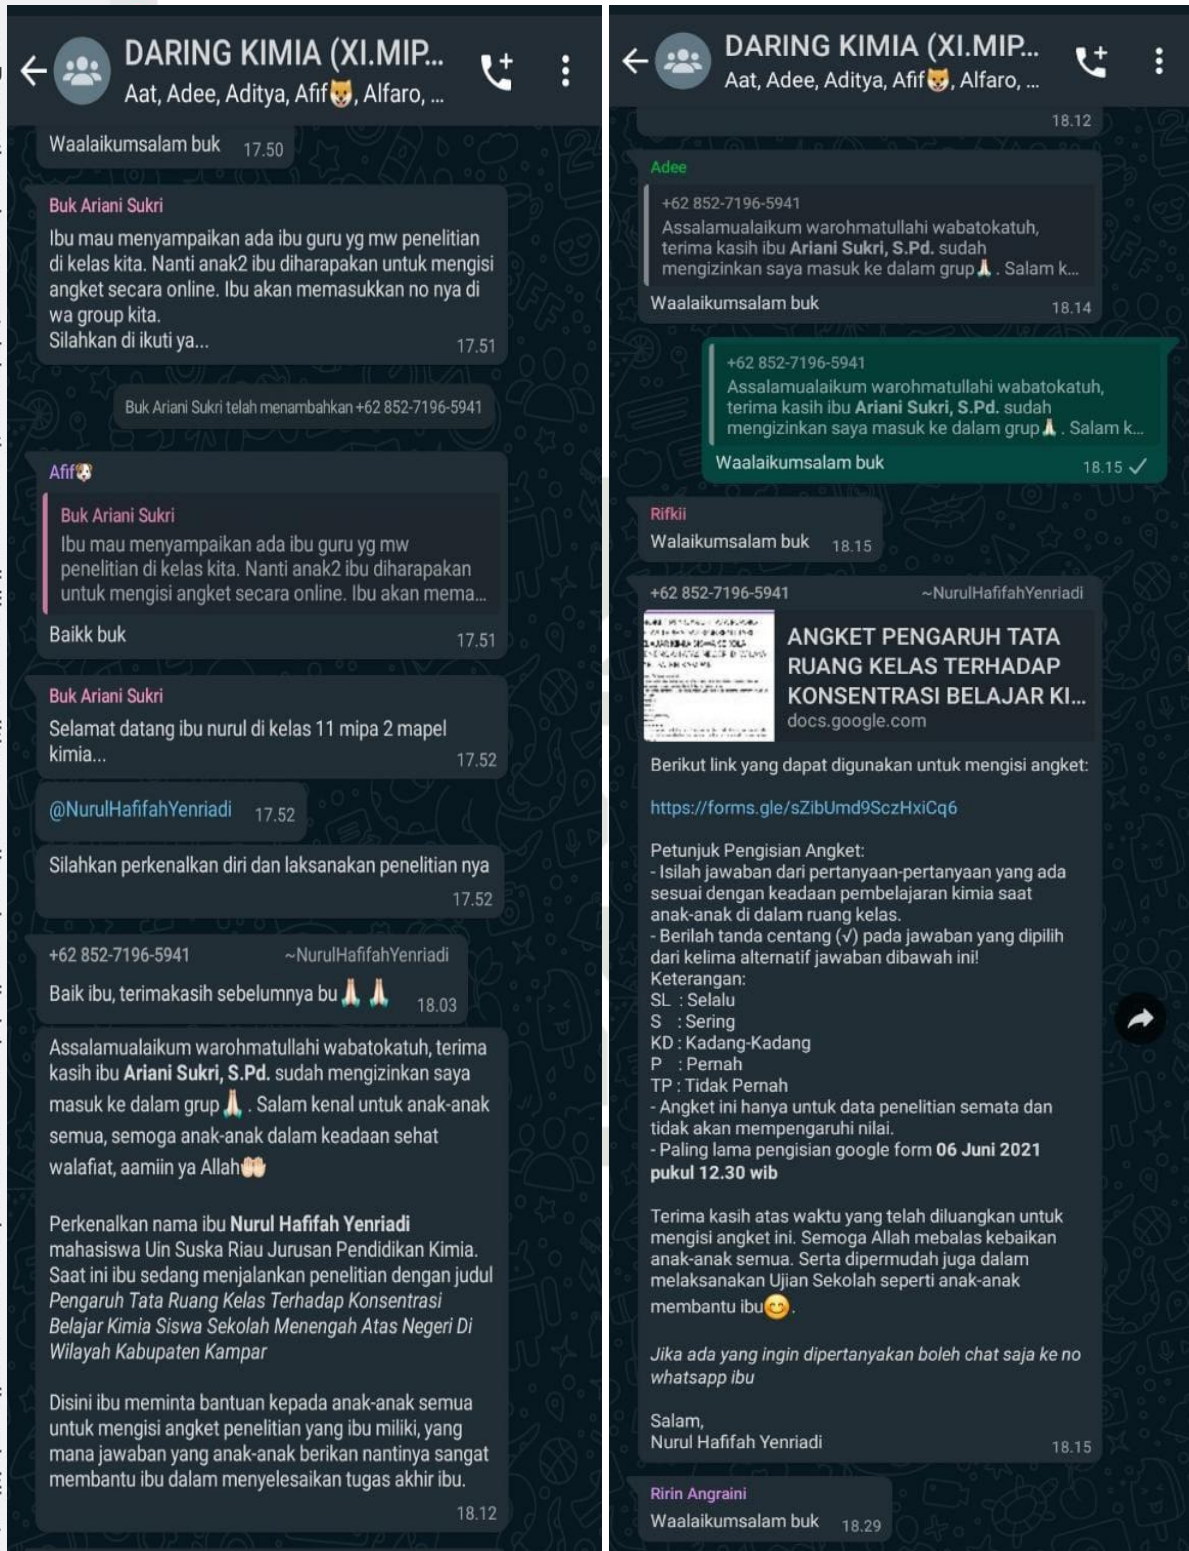 DARING KIMIA (XI.MIP...
Aat, Adee, Aditya, Afif🐯, Alfaro, ...
Waalaikumsalam buk 17.50
Buk Ariani Sukri
Ibu mau menyampaikan ada ibu guru yg mw penelitian
di kelas kita. Nanti anak2 ibu diharapakan untuk mengisi
angket secara online. Ibu akan memasukkan no nya di
wa group kita.
Silahkan di ikuti ya...
17.51
Buk Ariani Sukri telah menambahkan +62 852-7196-5941
Afif🐶
Buk Ariani Sukri
Ibu mau menyampaikan ada ibu guru yg mw
penelitian di kelas kita. Nanti anak2 ibu diharapakan
untuk mengisi angket secara online. Ibu akan mema...
Baikk buk 17.51
Buk Ariani Sukri
Selamat datang ibu nurul di kelas 11 mipa 2 mapel
kimia...
17.52
@NurulHafifahYenriadi 17.52
Silahkan perkenalkan diri dan laksanakan penelitian nya
17.52
+62 852-7196-5941 ~NurulHafifahYenriadi
Baik ibu, terimakasih sebelumnya bu🙏🏻 🙏🏻 18.03
Assalamualaikum warohmatullahi wabatokatuh, terima
kasih ibu Ariani Sukri, S.Pd. sudah mengizinkan saya
masuk ke dalam grup🙏🏻 . Salam kenal untuk anak-anak
semua, semoga anak-anak dalam keadaan sehat
walafiat, aamiin ya Allah🤲🏻
Perkenalkan nama ibu Nurul Hafifah Yenriadi
mahasiswa Uin Suska Riau Jurusan Pendidikan Kimia.
Saat ini ibu sedang menjalankan penelitian dengan judul
Pengaruh Tata Ruang Kelas Terhadap Konsentrasi
Belajar Kimia Siswa Sekolah Menengah Atas Negeri Di
Wilayah Kabupaten Kampar
Disini ibu meminta bantuan kepada anak-anak semua
untuk mengisi angket penelitian yang ibu miliki, yang
mana jawaban yang anak-anak berikan nantinya sangat
membantu ibu dalam menyelesaikan tugas akhir ibu.
18.12
DARING KIMIA (XI.MIP...
Aat, Adee, Aditya, Afif🐯, Alfaro, ...
18.12
Adee
+62 852-7196-5941
Assalamualaikum warohmatullahi wabatokatuh,
terima kasih ibu Ariani Sukri, S.Pd. sudah
mengizinkan saya masuk ke dalam grup🙏🏻 . Salam k...
Waalaikumsalam buk 18.14
+62 852-7196-5941
Assalamualaikum warohmatullahi wabatokatuh,
terima kasih ibu Ariani Sukri, S.Pd. sudah
mengizinkan saya masuk ke dalam grup🙏🏻 . Salam k...
Waalaikumsalam buk 18.15 ✓
Rifkii
Walaikumsalam buk 18.15
+62 852-7196-5941 ~NurulHafifahYenriadi
ANGKET PENGARUH TATA
RUANG KELAS TERHADAP
KONSENTRASI BELAJAR KI...
docs.google.com
Berikut link yang dapat digunakan untuk mengisi angket:
https://forms.gle/sZibUmd9SczHxiCq6
Petunjuk Pengisian Angket:
- Isilah jawaban dari pertanyaan-pertanyaan yang ada
sesuai dengan keadaan pembelajaran kimia saat
anak-anak di dalam ruang kelas.
- Berilah tanda centang (√) pada jawaban yang dipilih
dari kelima alternatif jawaban dibawah ini!
Keterangan:
SL : Selalu
S : Sering
KD : Kadang-Kadang
P : Pernah
TP : Tidak Pernah
- Angket ini hanya untuk data penelitian semata dan
tidak akan mempengaruhi nilai.
- Paling lama pengisian google form 06 Juni 2021
pukul 12.30 wib
Terima kasih atas waktu yang telah diluangkan untuk
mengisi angket ini. Semoga Allah mebalas kebaikan
anak-anak semua. Serta dipermudah juga dalam
melaksanakan Ujian Sekolah seperti anak-anak
membantu ibu😊.
Jika ada yang ingin dipertanyakan boleh chat saja ke no
whatsapp ibu
Salam,
Nurul Hafifah Yenriadi
18.15
Ririn Angraini
Waalaikumsalam buk 18.29